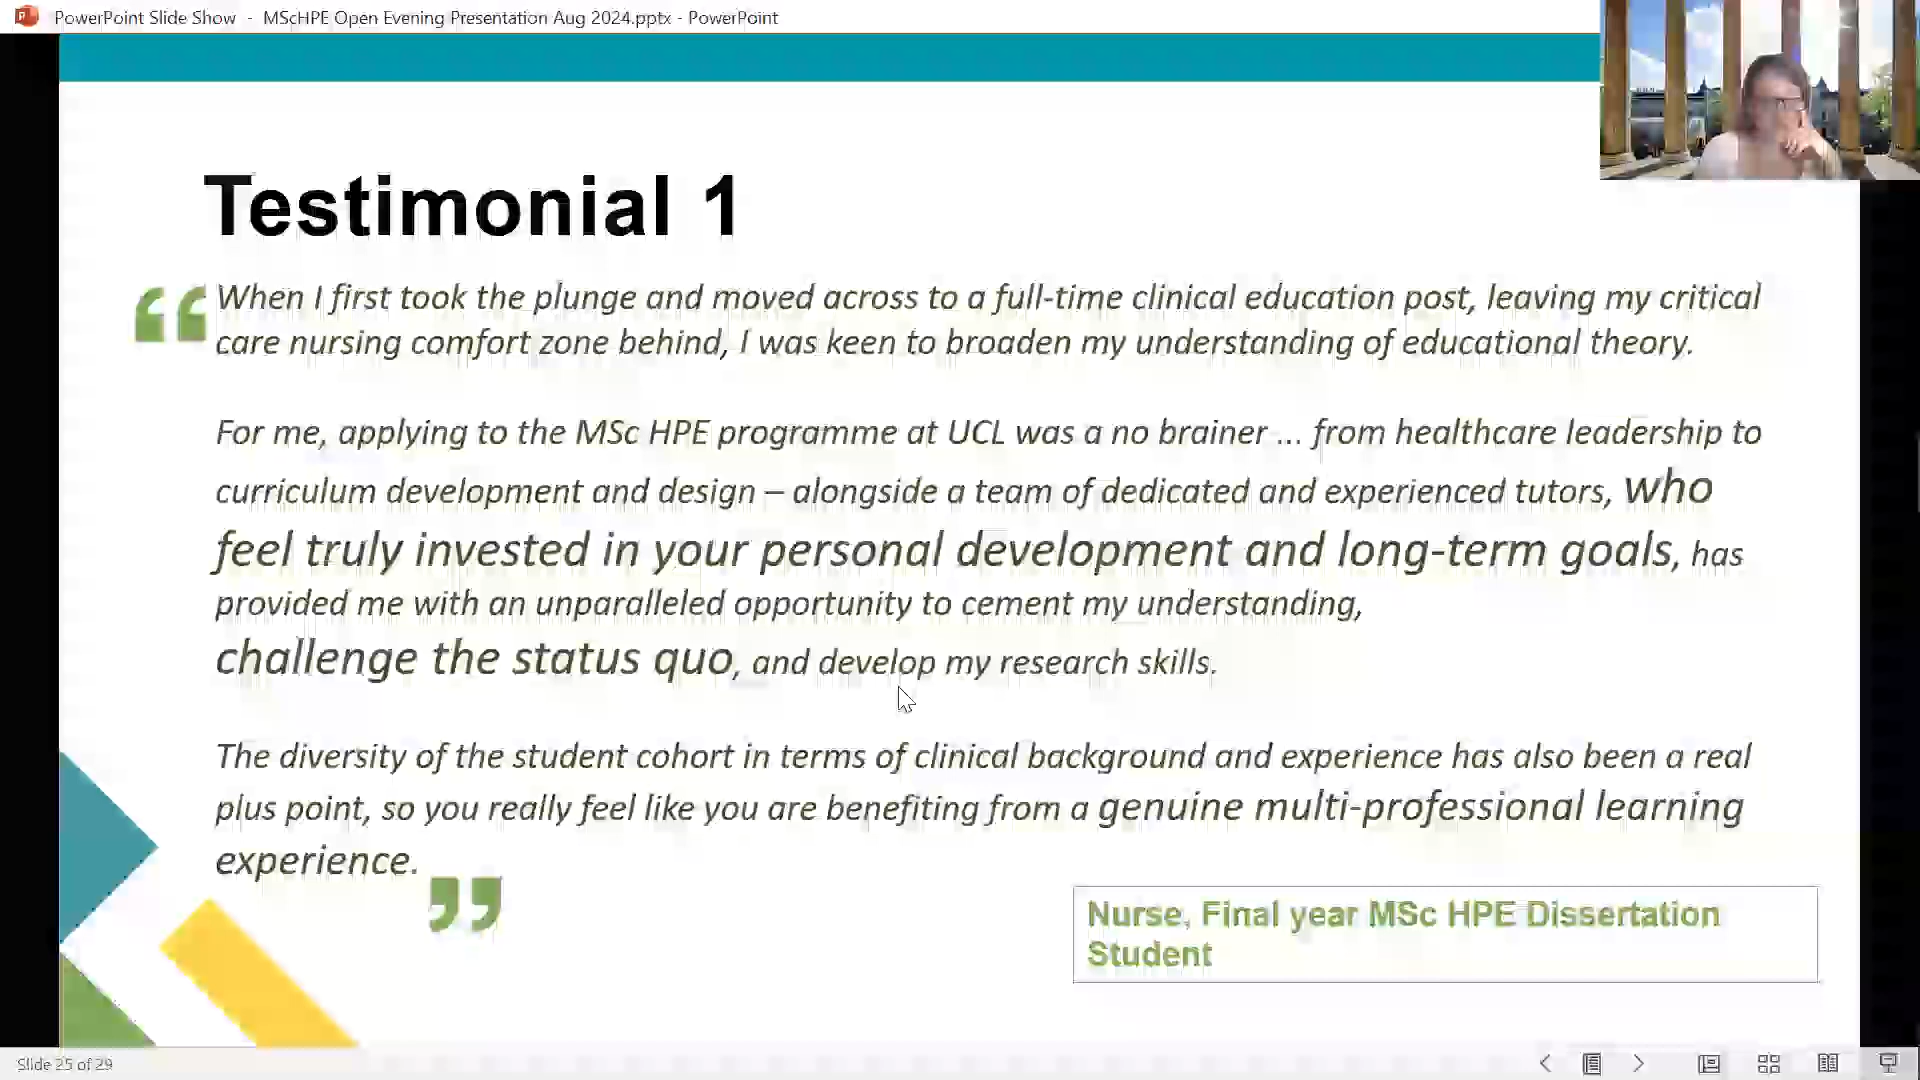 PowerPoint Slide Show - MScHPE Open Evening Presentation Aug 2024.pptx - PowerPoint
Testimonial 1
“When I first took the plunge and moved across to a full-time clinical education post, leaving my critical
care nursing comfort zone behind, I was keen to broaden my understanding of educational theory.
For me, applying to the MSc HPE programme at UCL was a no brainer ... from healthcare leadership to
curriculum development and design – alongside a team of dedicated and experienced tutors, who
feel truly invested in your personal development and long-term goals, has
provided me with an unparalleled opportunity to cement my understanding,
challenge the status quo, and develop my research skills.
The diversity of the student cohort in terms of clinical background and experience has also been a real
plus point, so you really feel like you are benefiting from a genuine multi-professional learning
experience.”
Nurse, Final year MSc HPE Dissertation
Student
Slide 25 of 29